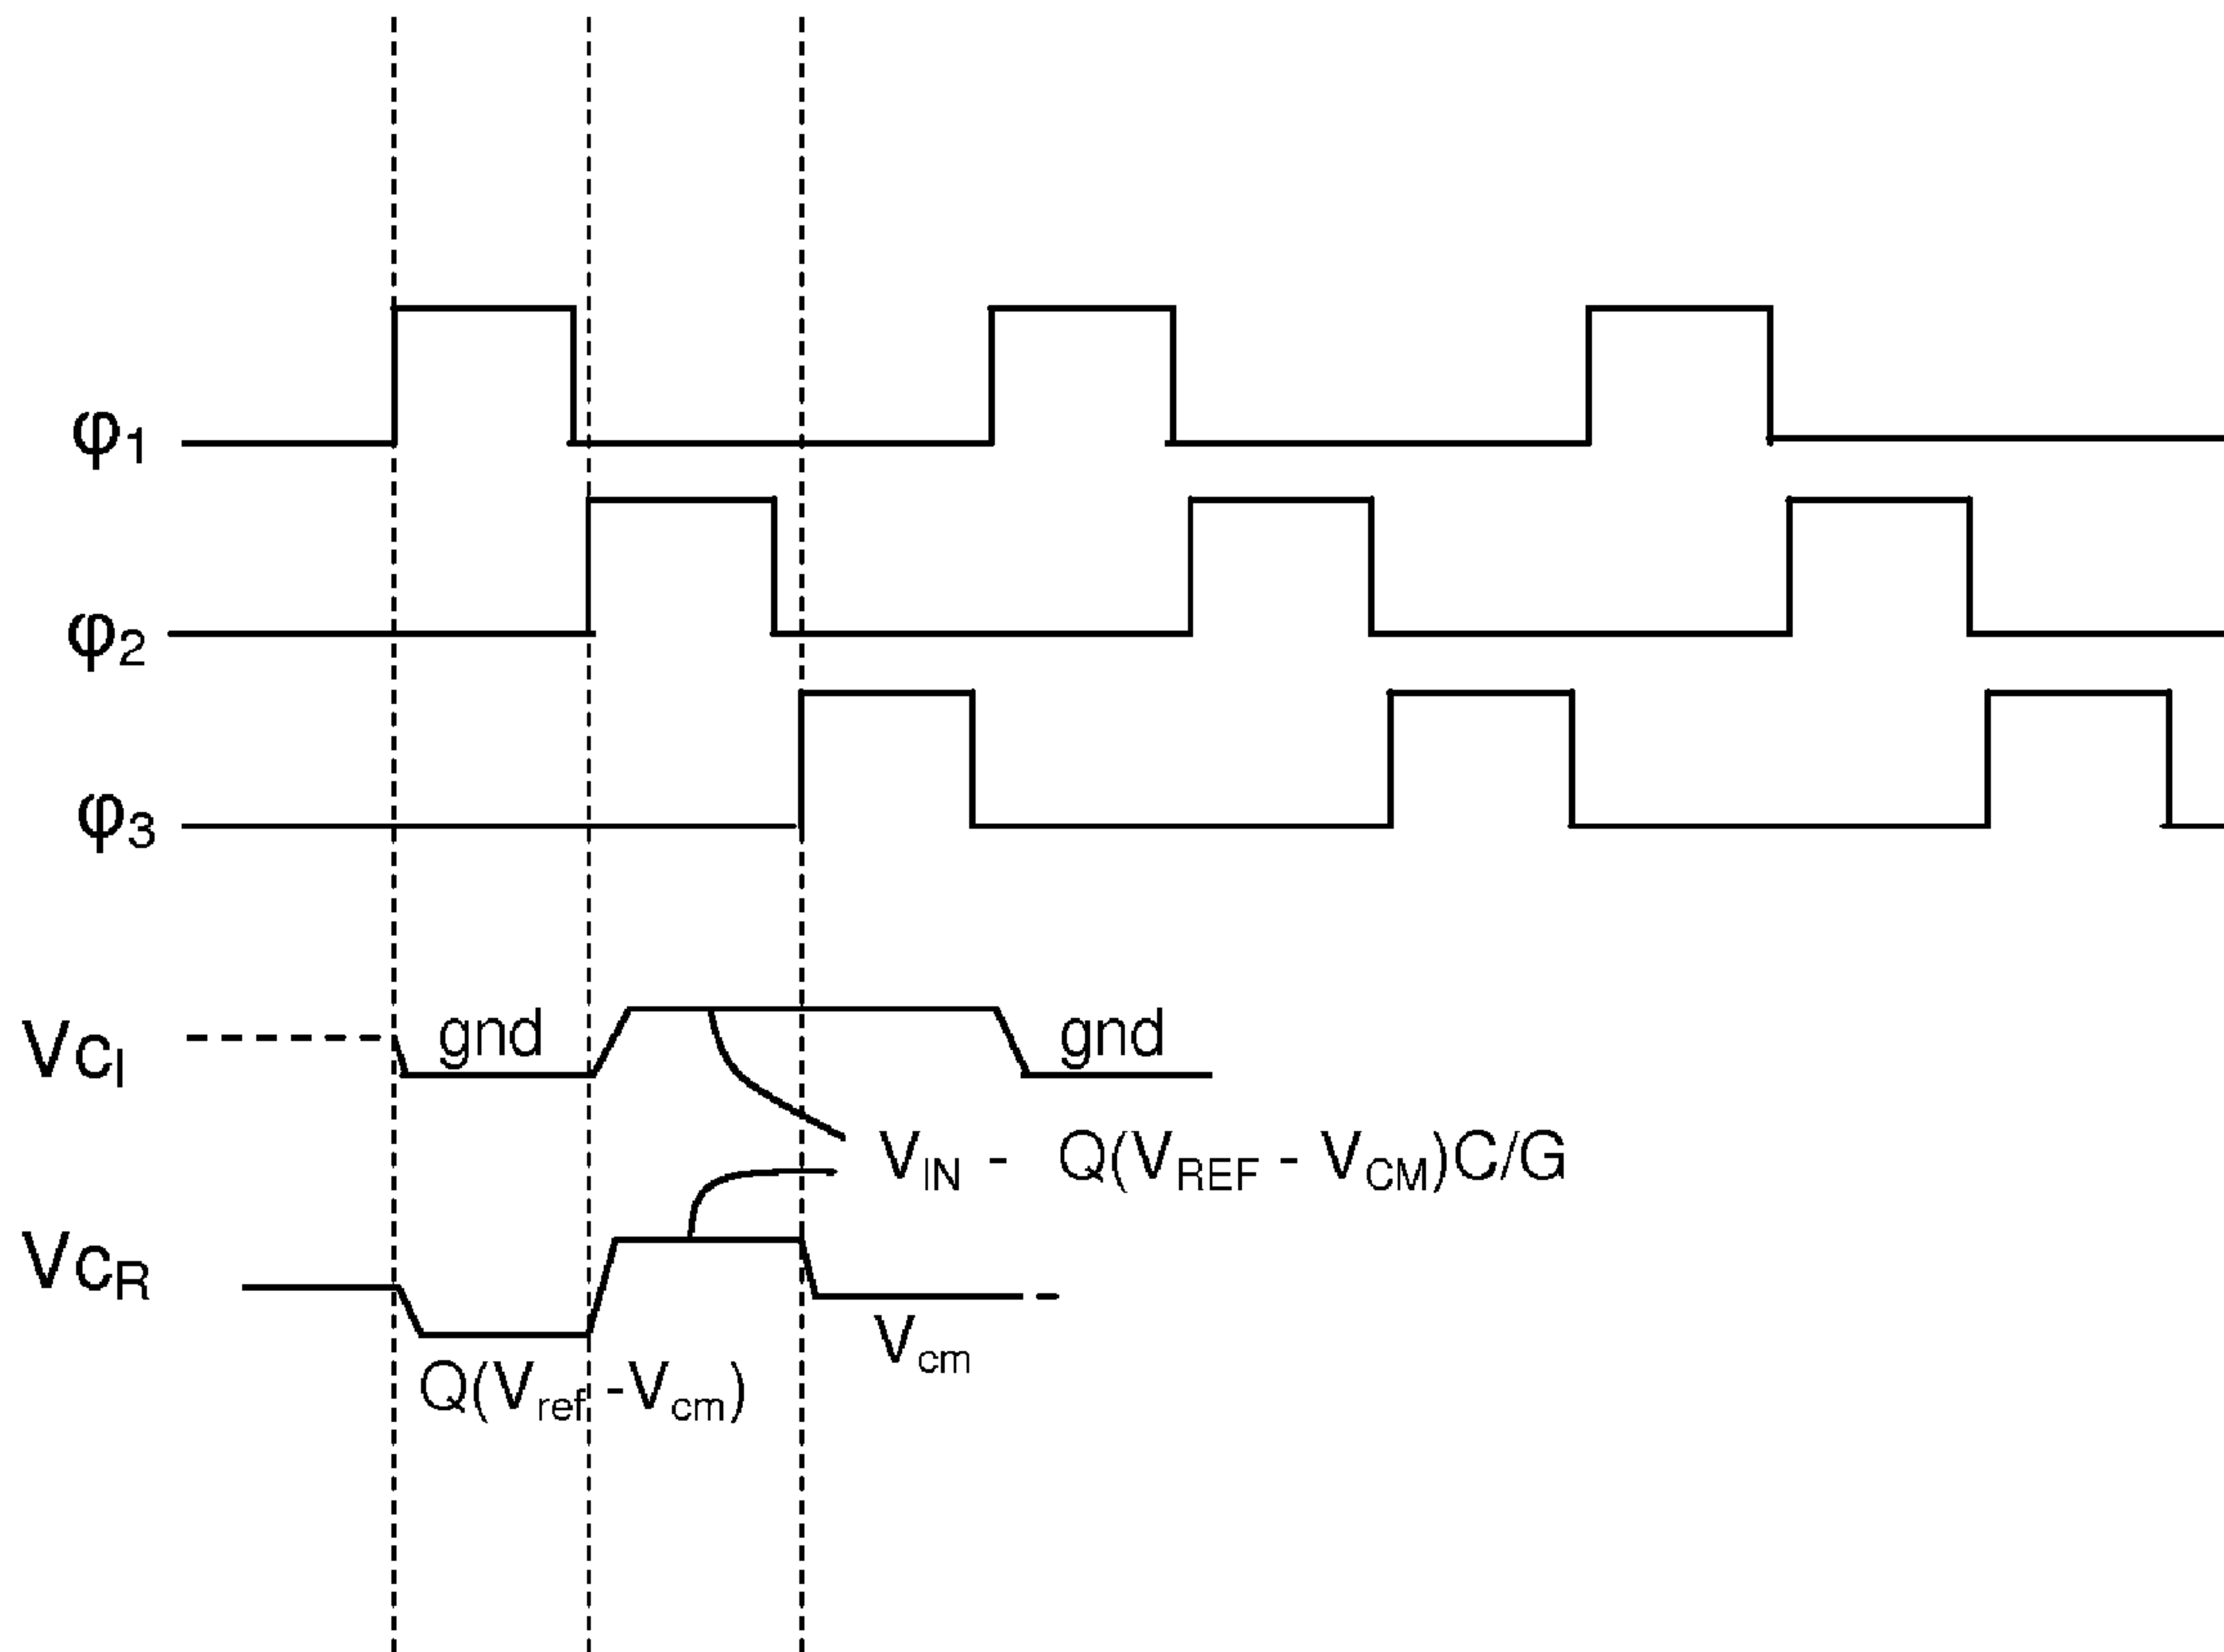 φ₁
φ₂
φ₃
VC_I gnd gnd
V_IN - Q(V_REF - V_CM)C/G
VC_R
V_cm
Q(V_ref - V_cm)